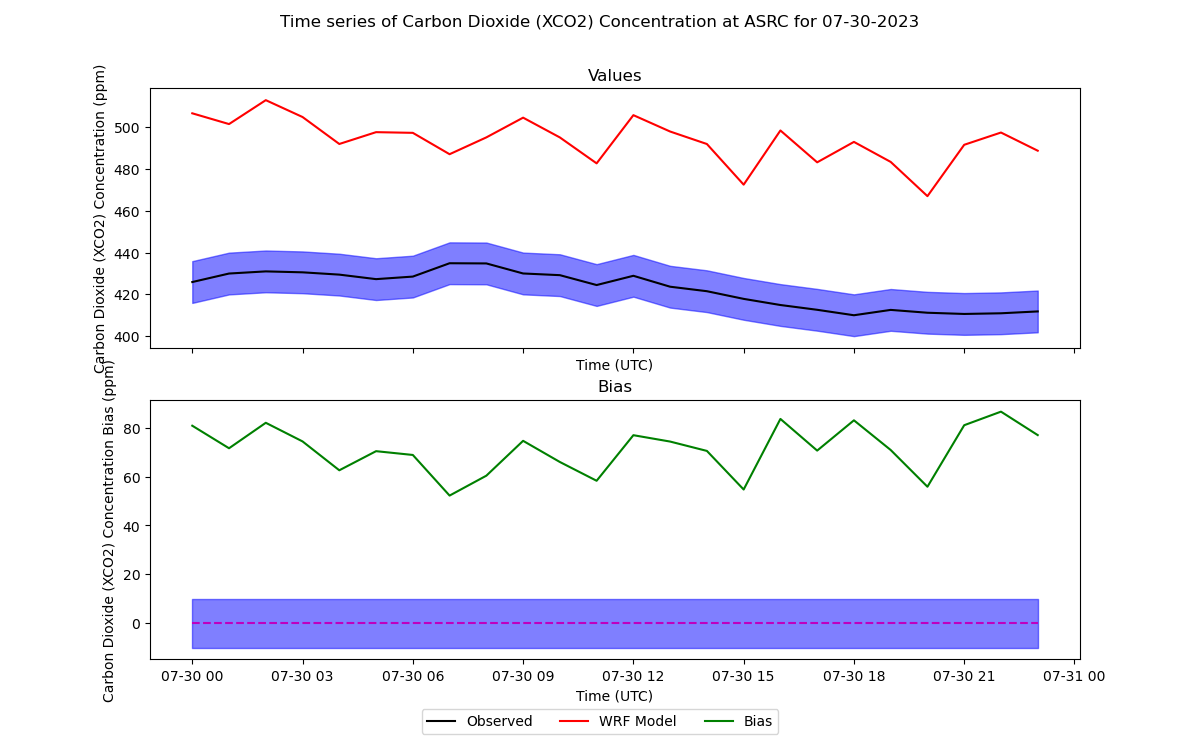 Time series of Carbon Dioxide (XCO2) Concentration at ASRC for 07-30-2023
Values
Carbon Dioxide (XCO2) Concentration (ppm)
500
480
460
440
420
400
Time (UTC)
Bias
Carbon Dioxide (XCO2) Concentration Bias (ppm)
80
60
40
20
0
07-30 00 07-30 03 07-30 06 07-30 09 07-30 12 07-30 15 07-30 18 07-30 21 07-31 00
Time (UTC)
Observed WRF Model Bias